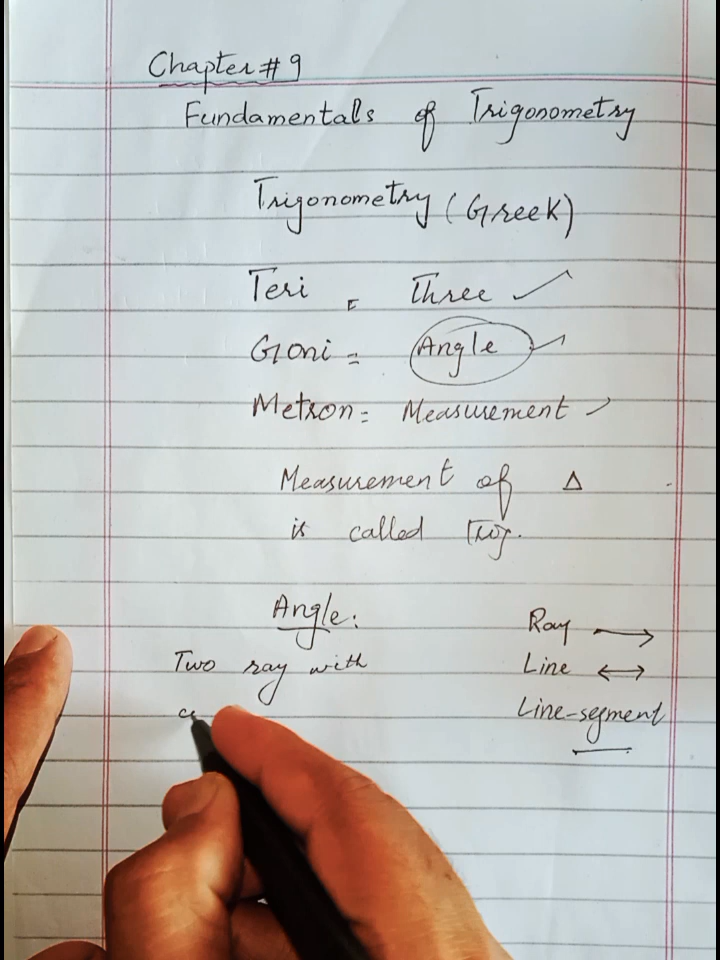 Chapter # 9
Fundamentals of Trigonometry
Trigonometry (Greek)
Teri = Three ✓
Goni = Angle ✓
Metron = Measurement ✓
Measurement of Δ
is called Trig.
Angle:
Two ray with
Ray →
Line ↔
Line-segment